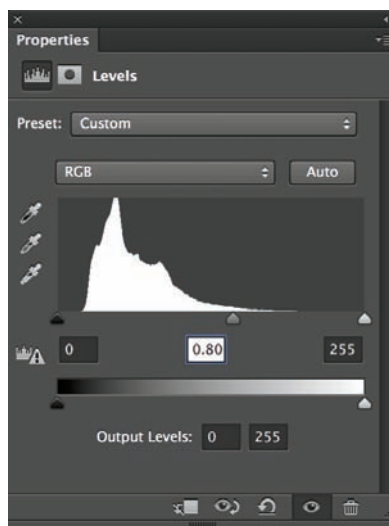 Properties
Levels
Preset: Custom
RGB Auto
0 0.80 255
Output Levels: 0 255